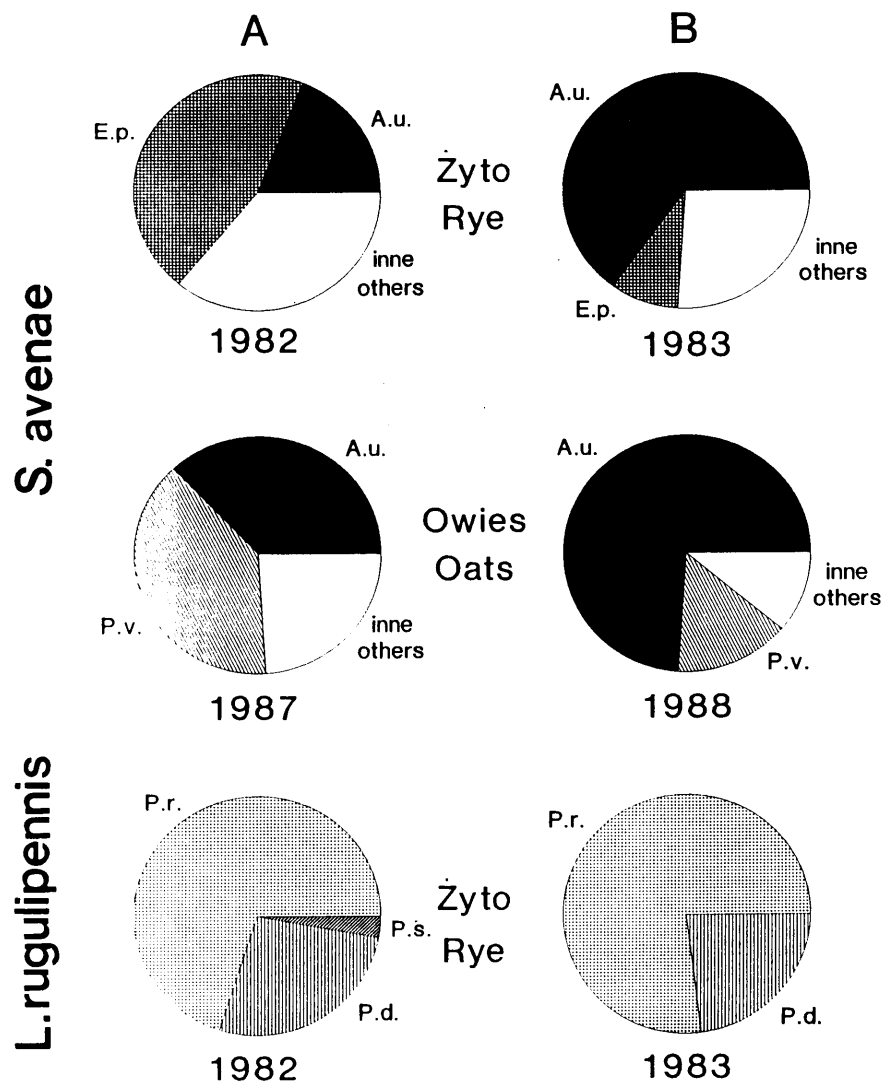 A
B
S. avenae
E.p.
A.u.
inne
others
1982
Żyto
Rye
A.u.
E.p.
inne
others
1983
A.u.
P.v.
inne
others
1987
Owies
Oats
A.u.
inne
others
P.v.
1988
L.rugulipennis
P.r.
P.s.
P.d.
1982
Żyto
Rye
P.r.
P.d.
1983